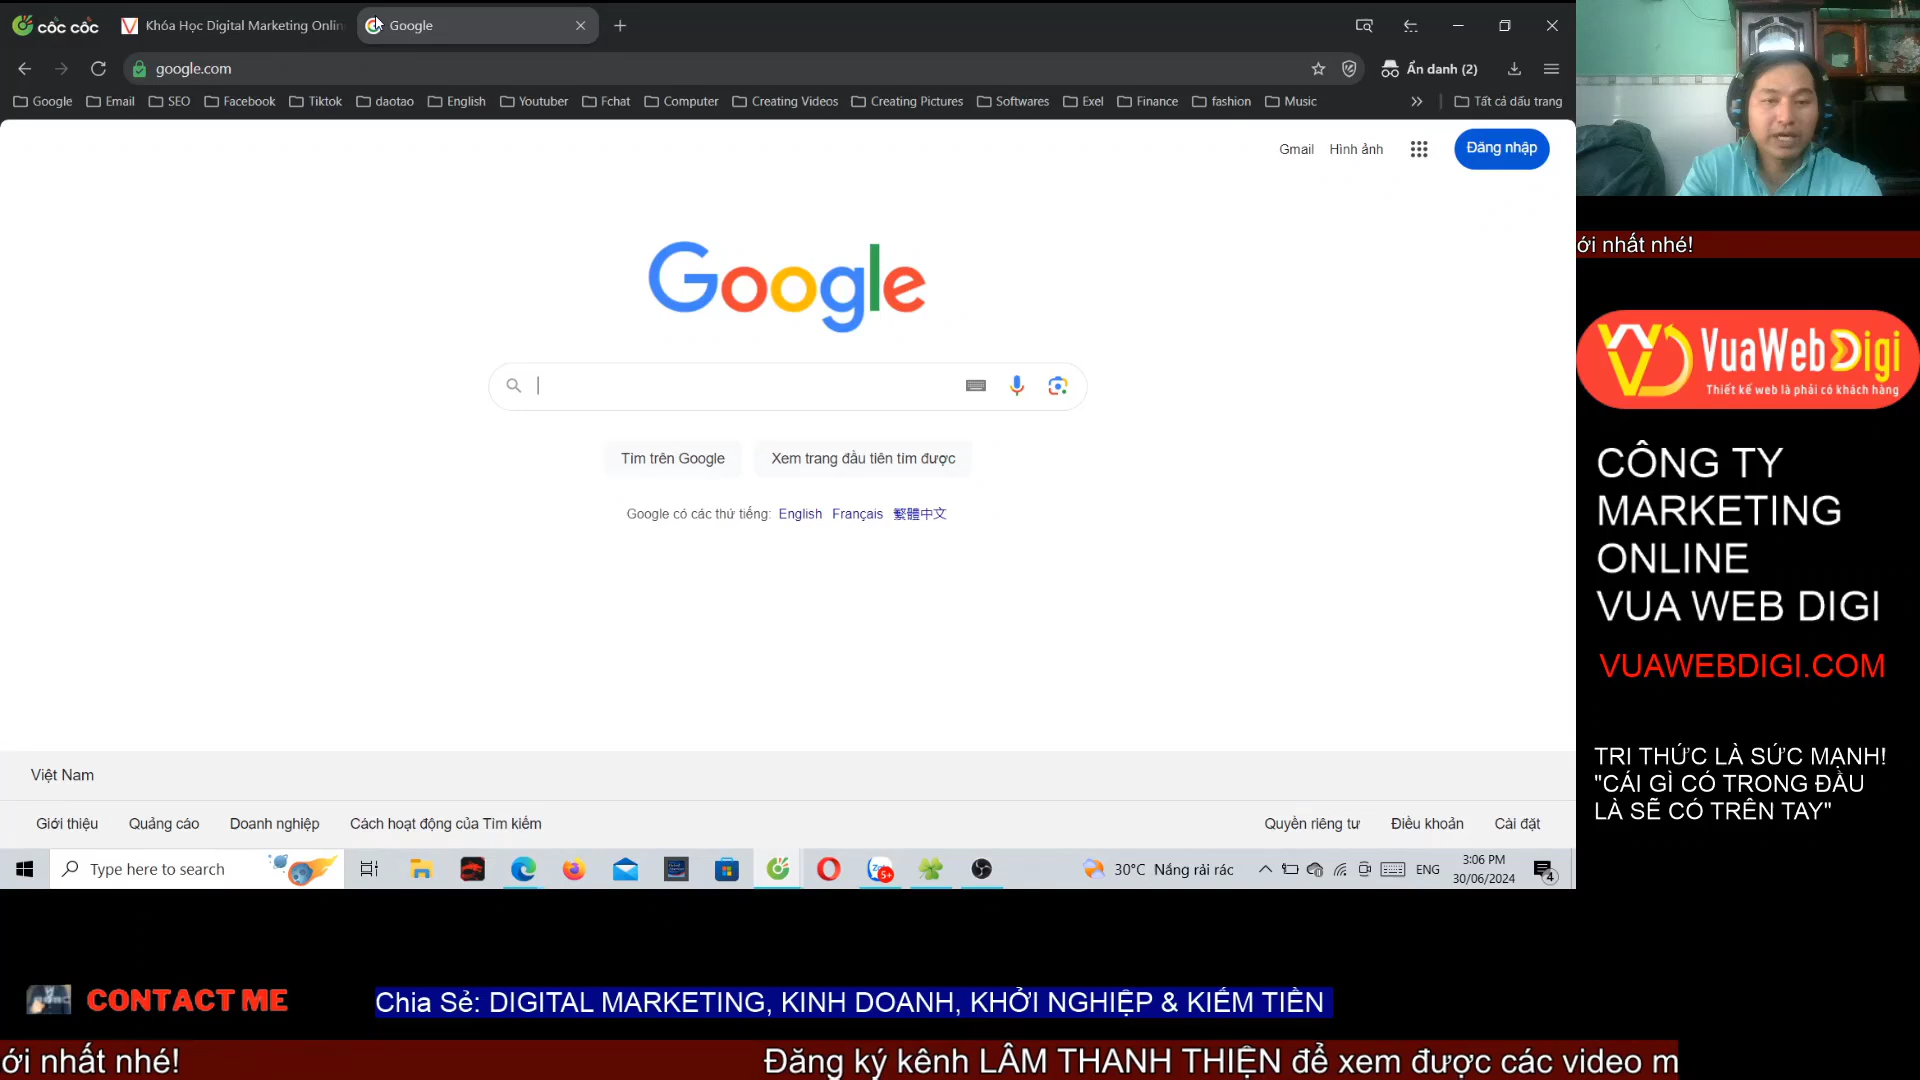 cốc cốc
Khóa Học Digital Marketing Onlin
Google
google.com
Ẩn danh (2)
Google
Email
SEO
Facebook
Tiktok
daotao
English
Youtuber
Fchat
Computer
Creating Videos
Creating Pictures
Softwares
Exel
Finance
fashion
Music
Tất cả dấu trang
Gmail
Hình ảnh
Đăng nhập
Google
Tìm trên Google
Xem trang đầu tiên tìm được
Google có các thứ tiếng: English Français 繁體中文
Việt Nam
Giới thiệu
Quảng cáo
Doanh nghiệp
Cách hoạt động của Tìm kiếm
Quyền riêng tư
Điều khoản
Cài đặt
Type here to search
5+
30°C Nắng rải rác
ENG
3:06 PM
30/06/2024
4
ới nhất nhé!
VuaWebDigi
Thiết kế web là phải có khách hàng
CÔNG TY
MARKETING
ONLINE
VUA WEB DIGI
VUAWEBDIGI.COM
TRI THỨC LÀ SỨC MẠNH!
"CÁI GÌ CÓ TRONG ĐẦU
LÀ SẼ CÓ TRÊN TAY"
CONTACT ME
Chia Sẻ: DIGITAL MARKETING, KINH DOANH, KHỞI NGHIỆP & KIẾM TIỀN
ới nhất nhé!
Đăng ký kênh LÂM THANH THIỆN để xem được các video m